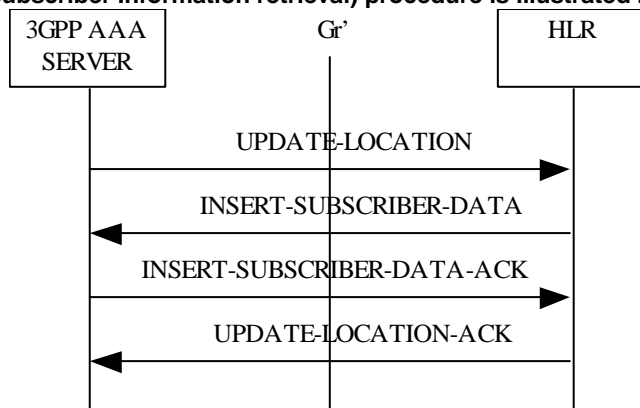 subscriber information retrieval) procedure is illustrated
3GPP AAA
SERVER
Gr’
HLR
UPDATE-LOCATION
INSERT-SUBSCRIBER-DATA
INSERT-SUBSCRIBER-DATA-ACK
UPDATE-LOCATION-ACK